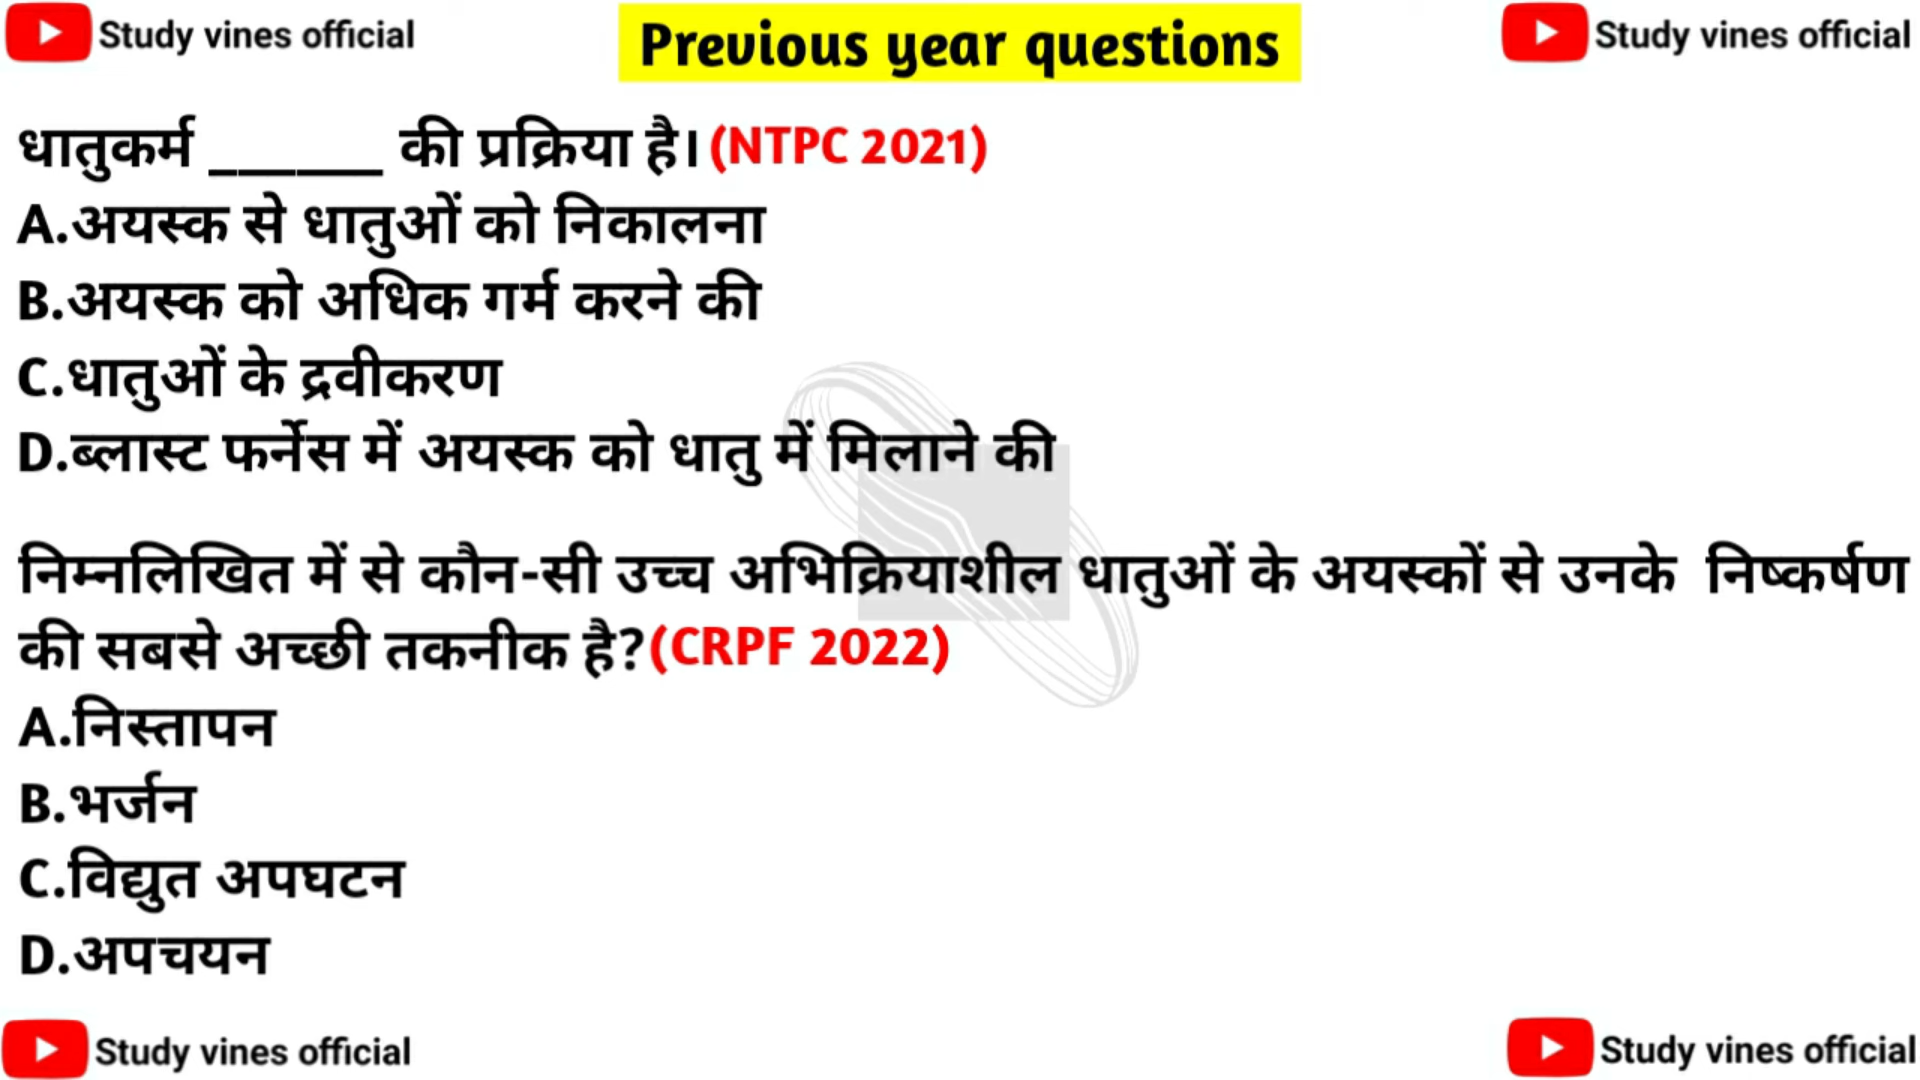 Study vines official
Previous year questions
Study vines official
धातुकर्म ______ की प्रक्रिया है। (NTPC 2021)
A.अयस्क से धातुओं को निकालना
B.अयस्क को अधिक गर्म करने की
C.धातुओं के द्रवीकरण
D.ब्लास्ट फर्नेस में अयस्क को धातु में मिलाने की
निम्नलिखित में से कौन-सी उच्च अभिक्रियाशील धातुओं के अयस्कों से उनके निष्कर्षण
की सबसे अच्छी तकनीक है?(CRPF 2022)
A.निस्तापन
B.भर्जन
C.विद्युत अपघटन
D.अपचयन
Study vines official
Study vines official